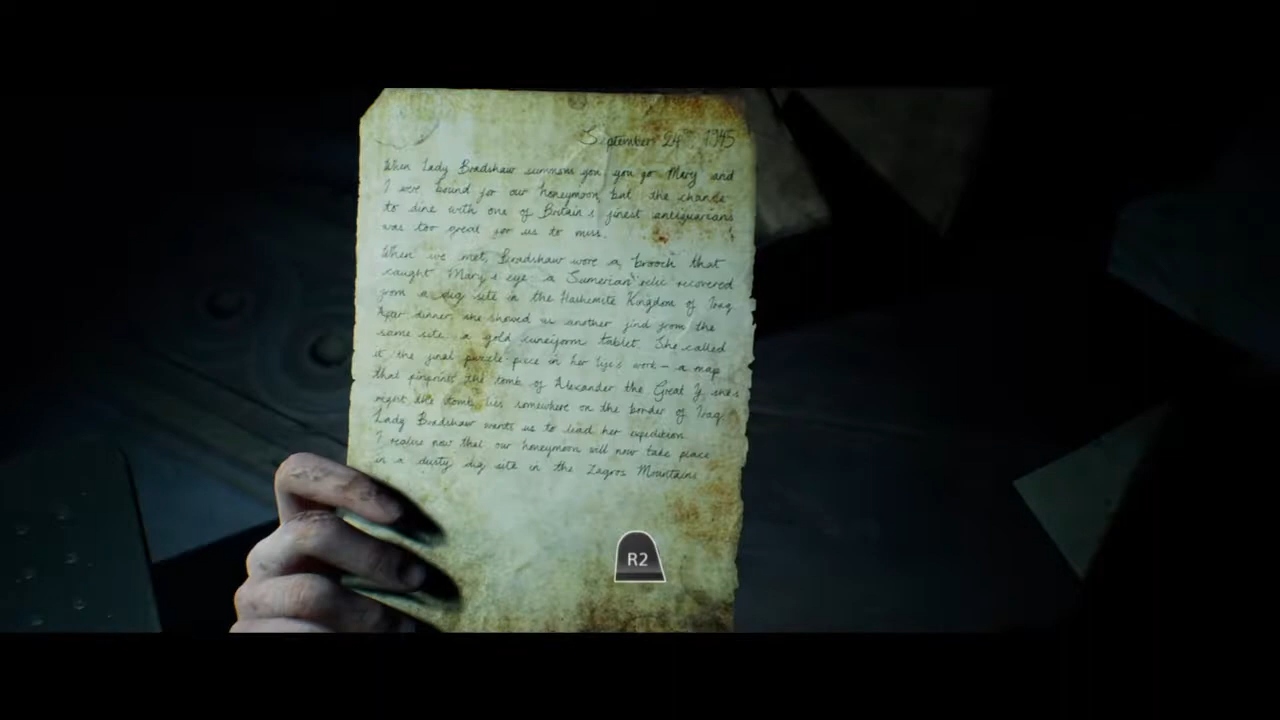 September 24th 1945
When Lady Bradshaw summons you you go Mary and
I were bound for our honeymoon, but the chance
to dine with one of Britain's finest antiquarians
was too great for us to miss.
When we met, Bradshaw wore a brooch that
caught Mary's eye: a Sumerian relic recovered
from a dig site in the Hashemite Kingdom of Iraq
After dinner, she showed us another find from the
same site: a gold cuneiform tablet. She called
it the final puzzle piece in her life's work — a map
that pinpoints the tomb of Alexander the Great If she's
right the tomb lies somewhere on the border of Iraq.
Lady Bradshaw wants us to lead her expedition
I realise now that our honeymoon will now take place
in a dusty dig site in the Zagros Mountains
R2